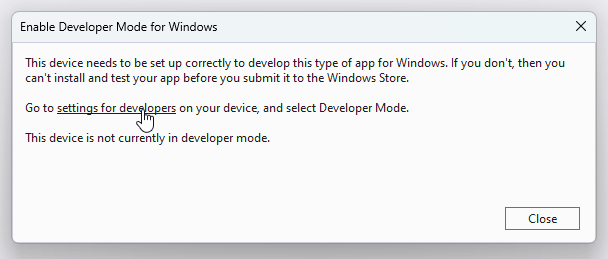 Enable Developer Mode for Windows
This device needs to be set up correctly to develop this type of app for Windows. If you don't, then you
can't install and test your app before you submit it to the Windows Store.
Go to settings for developers on your device, and select Developer Mode.
This device is not currently in developer mode.
Close